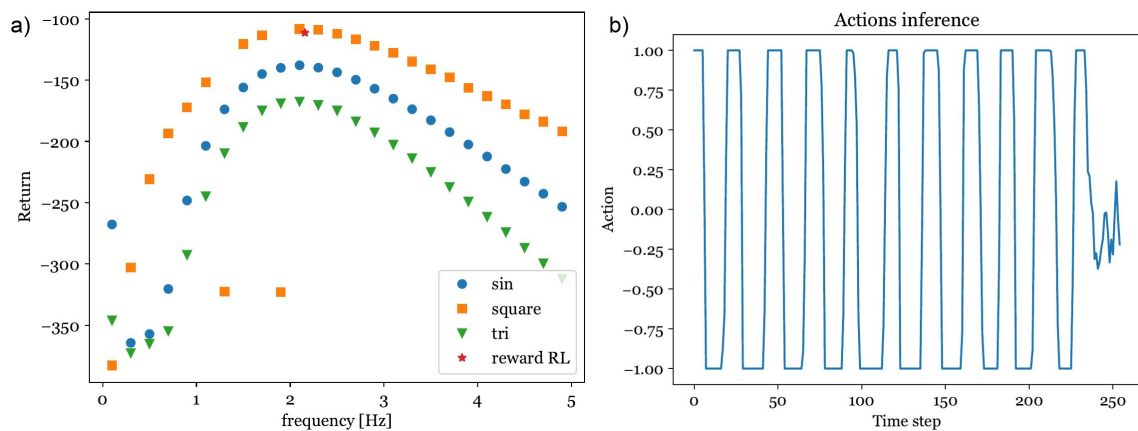 a)
−100
−150
−200
−250
−300
−350
Return
0
1
2
3
4
5
frequency [Hz]
sin
square
tri
reward RL
b)
Actions inference
1.00
0.75
0.50
0.25
0.00
−0.25
−0.50
−0.75
−1.00
Action
0
50
100
150
200
250
Time step